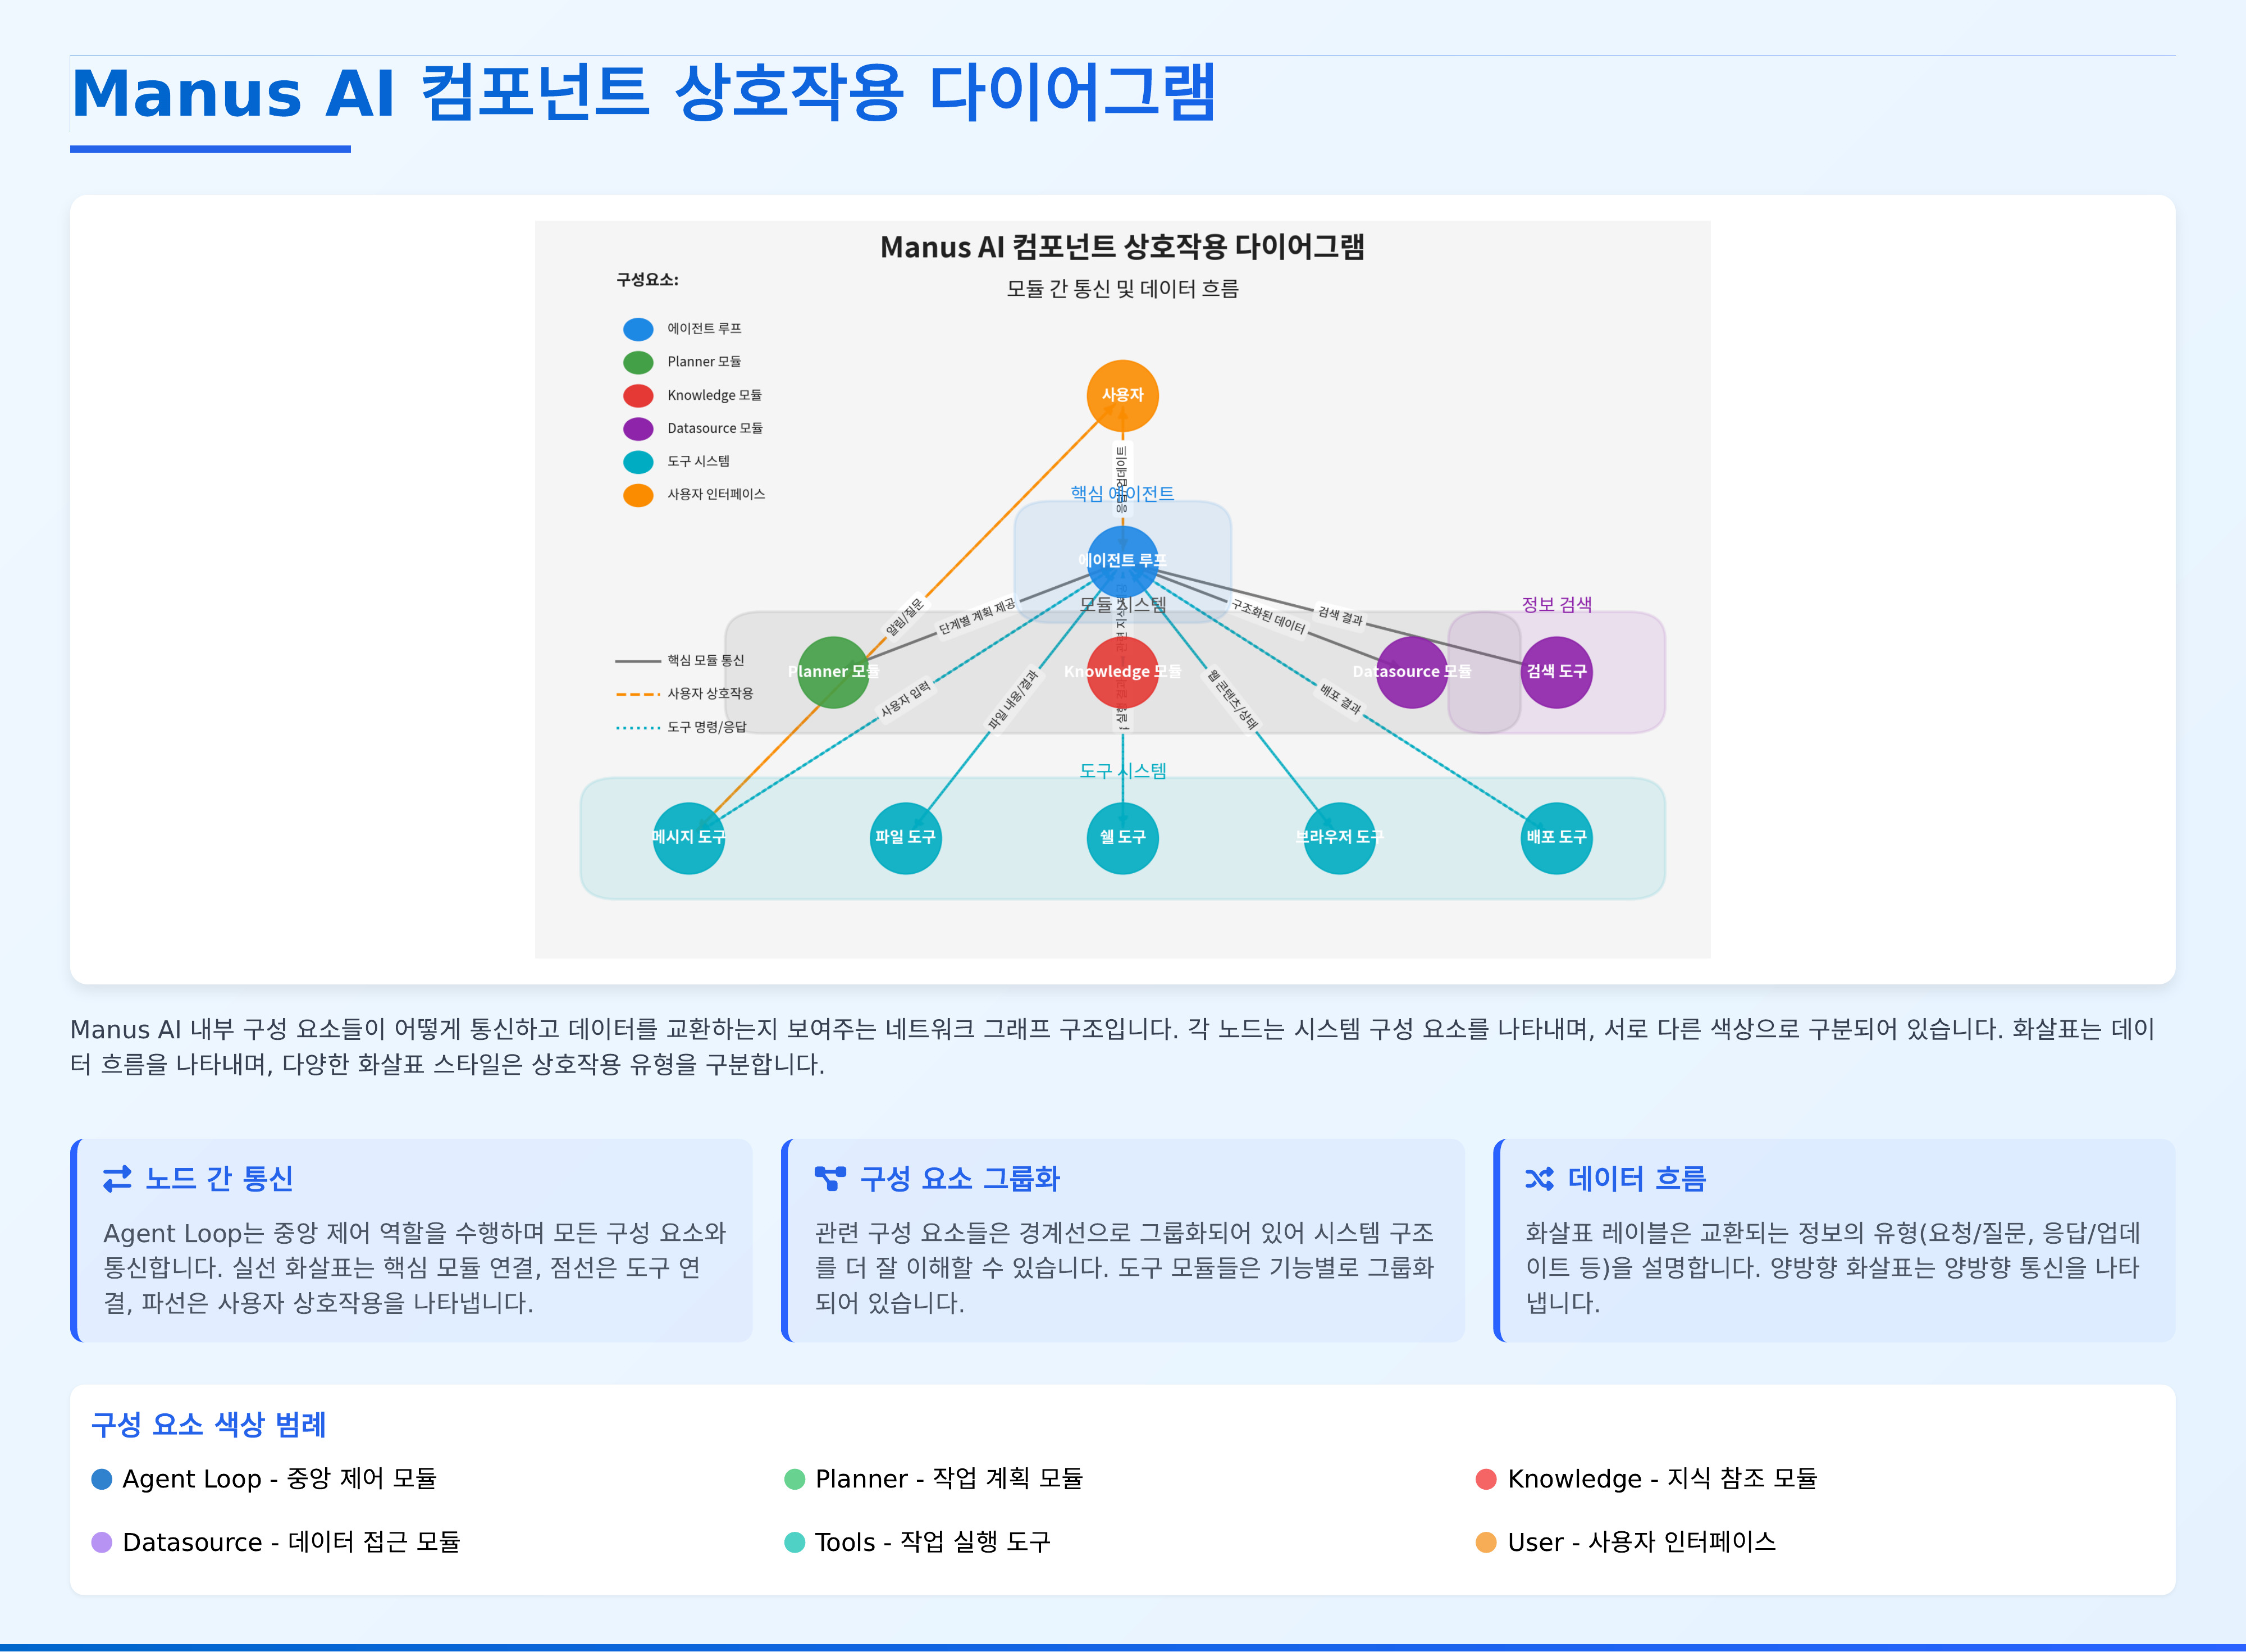 Manus AI 컴포넌트 상호작용 다이어그램
Manus AI 컴포넌트 상호작용 다이어그램
모듈 간 통신 및 데이터 흐름
구성요소:
에이전트 루프
Planner 모듈
Knowledge 모듈
Datasource 모듈
도구 시스템
사용자 인터페이스
사용자
업데이트
핵심 에이전트
에이전트 루프
모듈 시스템
정보 검색
알림/질문
단계별 계획 제공
구조화된 데이터
검색 결과
핵심 모듈 통신
사용자 상호작용
도구 명령/응답
Planner 모듈
Knowledge 모듈
Datasource 모듈
검색 도구
사용자 입력
파일 내용/결과
웹 콘텐츠/상태
배포 결과
도구 시스템
메시지 도구
파일 도구
쉘 도구
브라우저 도구
배포 도구
Manus AI 내부 구성 요소들이 어떻게 통신하고 데이터를 교환하는지 보여주는 네트워크 그래프 구조입니다. 각 노드는 시스템 구성 요소를 나타내며, 서로 다른 색상으로 구분되어 있습니다. 화살표는 데이
터 흐름을 나타내며, 다양한 화살표 스타일은 상호작용 유형을 구분합니다.
노드 간 통신
Agent Loop는 중앙 제어 역할을 수행하며 모든 구성 요소와
통신합니다. 실선 화살표는 핵심 모듈 연결, 점선은 도구 연
결, 파선은 사용자 상호작용을 나타냅니다.
구성 요소 그룹화
관련 구성 요소들은 경계선으로 그룹화되어 있어 시스템 구조
를 더 잘 이해할 수 있습니다. 도구 모듈들은 기능별로 그룹화
되어 있습니다.
데이터 흐름
화살표 레이블은 교환되는 정보의 유형(요청/질문, 응답/업데
이트 등)을 설명합니다. 양방향 화살표는 양방향 통신을 나타
냅니다.
구성 요소 색상 범례
Agent Loop - 중앙 제어 모듈
Planner - 작업 계획 모듈
Knowledge - 지식 참조 모듈
Datasource - 데이터 접근 모듈
Tools - 작업 실행 도구
User - 사용자 인터페이스